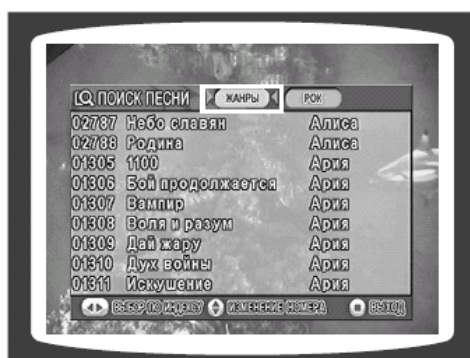 ПОИСК ПЕСНИ ЖАНРЫ РОК
02787 Небо славян Алиса
02788 Родина Алиса
01305 1100 Ария
01306 Бой продолжается Ария
01307 Вампир Ария
01308 Воля и разум Ария
01309 Дай жару Ария
01310 Дух войны Ария
01311 Искушение Ария
ВЫБОР ПО ИНДЕКСУ ИЗМЕНЕНИЕ НОМЕРА ВЫХОД